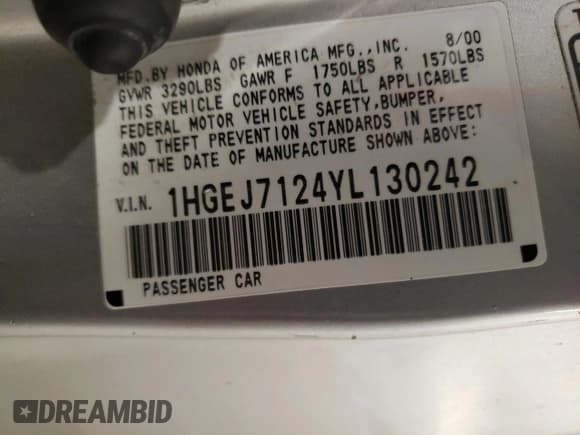 MFD.BY HONDA OF AMERICA MFG.,INC. 8/00
GVWR 3290LBS GAWR F 1750LBS R 1570LBS
THIS VEHICLE CONFORMS TO ALL APPLICABLE
FEDERAL MOTOR VEHICLE SAFETY,BUMPER,
AND THEFT PREVENTION STANDARDS IN EFFECT
ON THE DATE OF MANUFACTURE SHOWN ABOVE:
V.I.N. 1HGEJ7124YL130242
PASSENGER CAR
DREAMBID